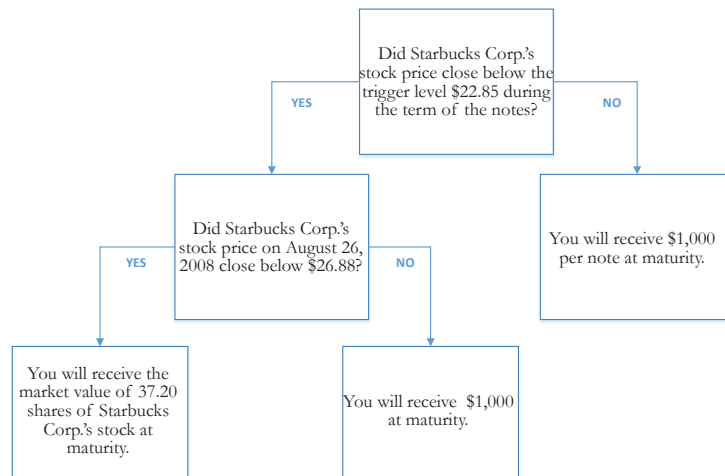 Did Starbucks Corp.'s
stock price close below the
trigger level $22.85 during
the term of the notes?
YES
NO
Did Starbucks Corp.'s
stock price on August 26,
2008 close below $26.88?
You will receive $1,000
per note at maturity.
YES
NO
You will receive the
market value of 37.20
shares of Starbucks
Corp.'s stock at
maturity.
You will receive $1,000
at maturity.